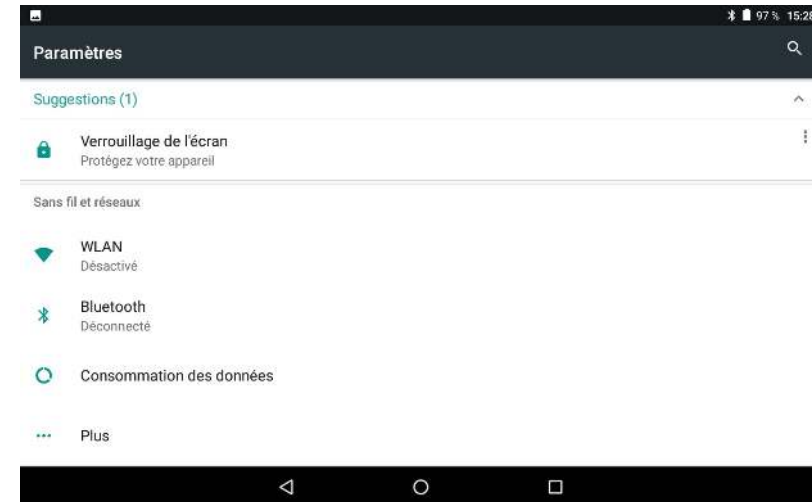 97 % 15:28
Paramètres
Suggestions (1)
Verrouillage de l'écran
Protégez votre appareil
Sans fil et réseaux
WLAN
Désactivé
Bluetooth
Déconnecté
Consommation des données
Plus